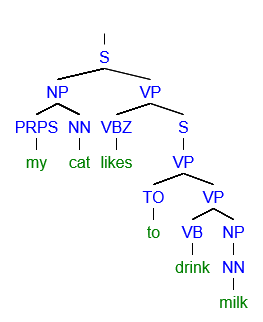 S
NP VP
PRPS NN VBZ S
my cat likes VP
TO VP
to VB NP
drink NN
milk